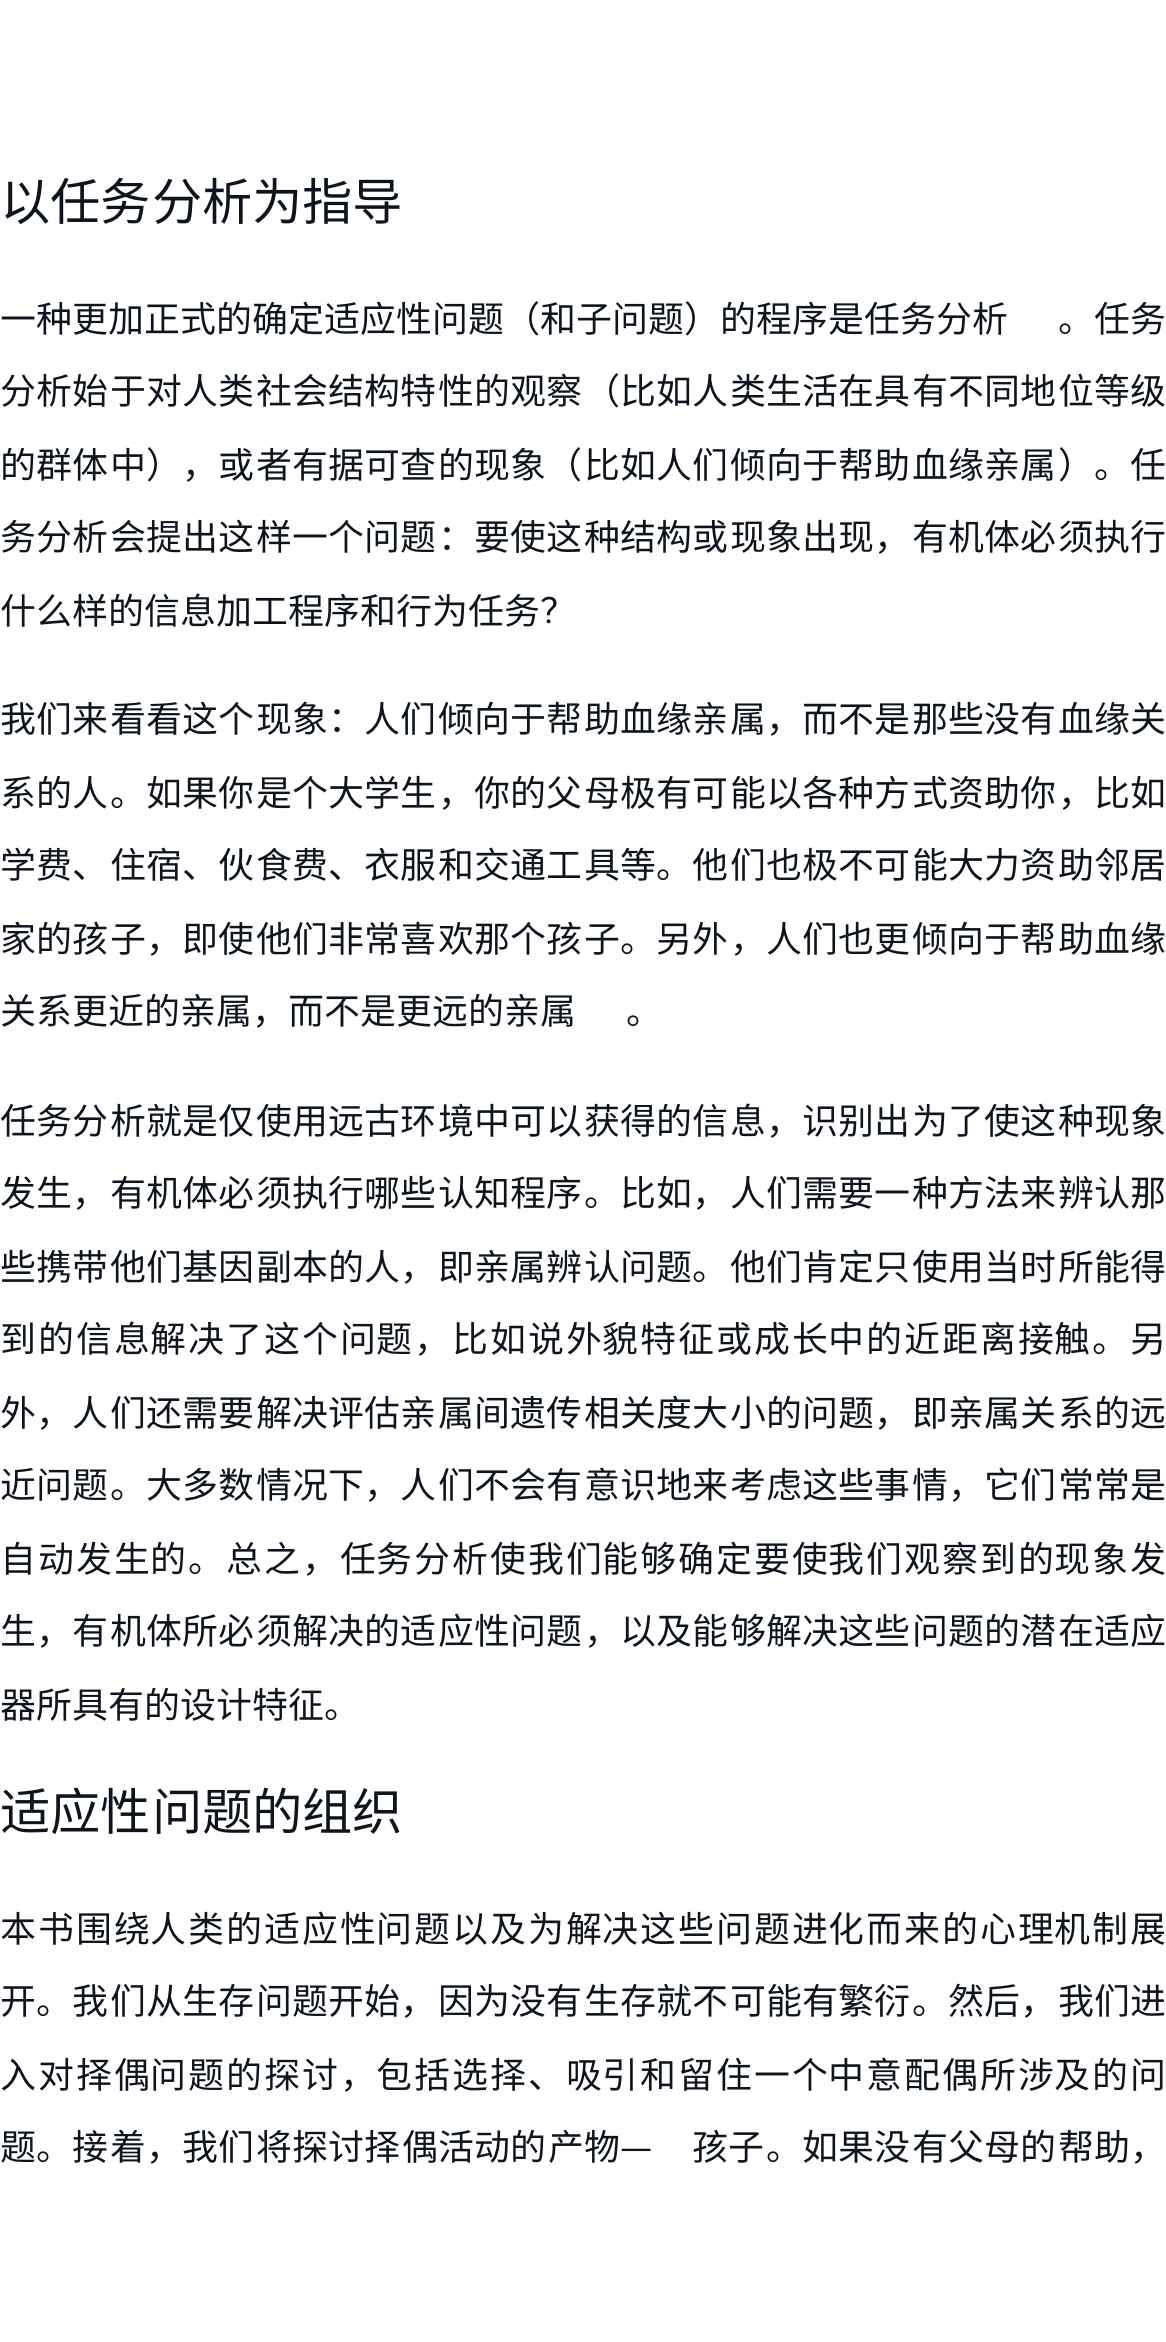 以任务分析为指导
一种更加正式的确定适应性问题（和子问题）的程序是任务分析 。任务
分析始于对人类社会结构特性的观察（比如人类生活在具有不同地位等级
的群体中），或者有据可查的现象（比如人们倾向于帮助血缘亲属）。任
务分析会提出这样一个问题：要使这种结构或现象出现，有机体必须执行
什么样的信息加工程序和行为任务？
我们来看看这个现象：人们倾向于帮助血缘亲属，而不是那些没有血缘关
系的人。如果你是个大学生，你的父母极有可能以各种方式资助你，比如
学费、住宿、伙食费、衣服和交通工具等。他们也极不可能大力资助邻居
家的孩子，即使他们非常喜欢那个孩子。另外，人们也更倾向于帮助血缘
关系更近的亲属，而不是更远的亲属 。
任务分析就是仅使用远古环境中可以获得的信息，识别出为了使这种现象
发生，有机体必须执行哪些认知程序。比如，人们需要一种方法来辨认那
些携带他们基因副本的人，即亲属辨认问题。他们肯定只使用当时所能得
到的信息解决了这个问题，比如说外貌特征或成长中的近距离接触。另
外，人们还需要解决评估亲属间遗传相关度大小的问题，即亲属关系的远
近问题。大多数情况下，人们不会有意识地来考虑这些事情，它们常常是
自动发生的。总之，任务分析使我们能够确定要使我们观察到的现象发
生，有机体所必须解决的适应性问题，以及能够解决这些问题的潜在适应
器所具有的设计特征。
适应性问题的组织
本书围绕人类的适应性问题以及为解决这些问题进化而来的心理机制展
开。我们从生存问题开始，因为没有生存就不可能有繁衍。然后，我们进
入对择偶问题的探讨，包括选择、吸引和留住一个中意配偶所涉及的问
题。接着，我们将探讨择偶活动的产物— 孩子。如果没有父母的帮助，